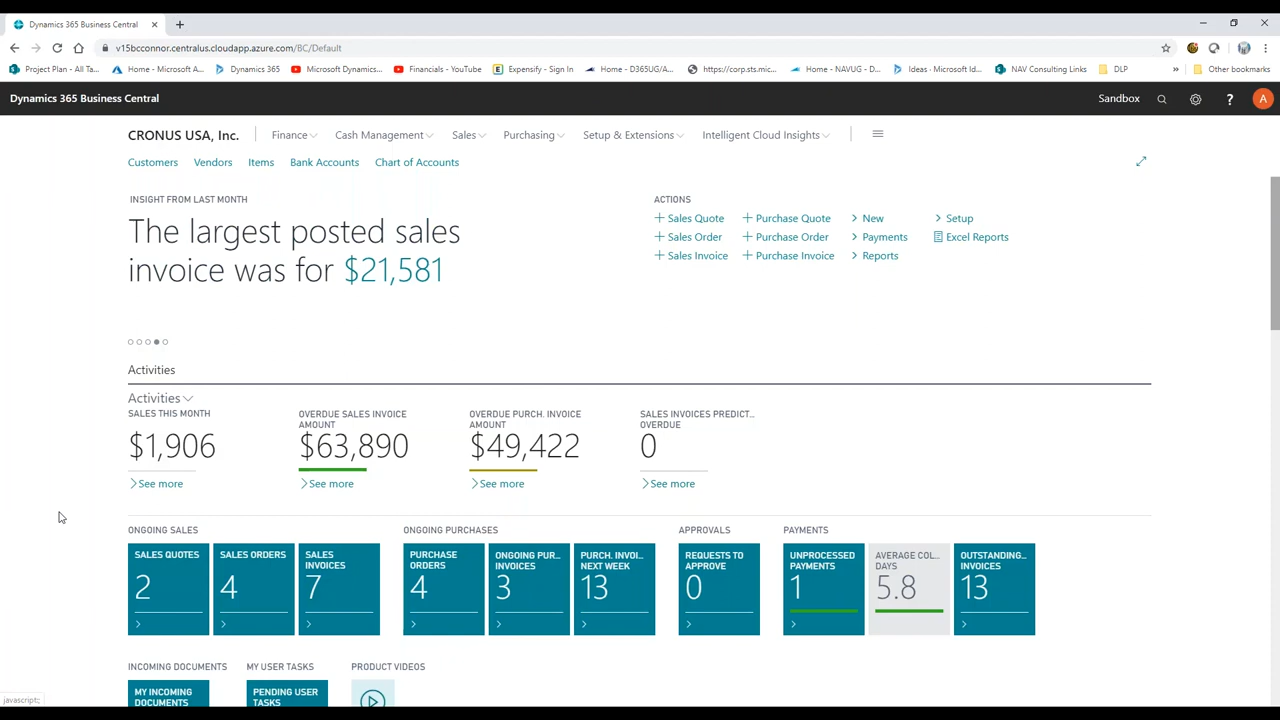 Dynamics 365 Business Central
v15bcconnor.centralus.cloudapp.azure.com/BC/Default
Project Plan - All Ta...
Home - Microsoft A...
Dynamics 365
Microsoft Dynamics...
Financials - YouTube
Expensify - Sign In
Home - D365UG/A...
https://corp.sts.mic...
Home - NAVUG - D...
Ideas · Microsoft Id...
NAV Consulting Links
DLP
»
Other bookmarks
Dynamics 365 Business Central
Sandbox
?
A
CRONUS USA, Inc.
Finance
Cash Management
Sales
Purchasing
Setup & Extensions
Intelligent Cloud Insights
Customers
Vendors
Items
Bank Accounts
Chart of Accounts
INSIGHT FROM LAST MONTH
The largest posted sales
invoice was for $21,581
ACTIONS
+ Sales Quote
+ Purchase Quote
> New
> Setup
+ Sales Order
+ Purchase Order
> Payments
Excel Reports
+ Sales Invoice
+ Purchase Invoice
> Reports
Activities
Activities
SALES THIS MONTH
$1,906
>See more
OVERDUE SALES INVOICE
AMOUNT
$63,890
>See more
OVERDUE PURCH. INVOICE
AMOUNT
$49,422
>See more
SALES INVOICES PREDICT...
OVERDUE
0
>See more
ONGOING SALES
SALES QUOTES
2
>
SALES ORDERS
4
>
SALES
INVOICES
7
>
ONGOING PURCHASES
PURCHASE
ORDERS
4
>
ONGOING PUR...
INVOICES
3
>
PURCH. INVOI...
NEXT WEEK
13
>
APPROVALS
REQUESTS TO
APPROVE
0
>
PAYMENTS
UNPROCESSED
PAYMENTS
1
>
AVERAGE COL...
DAYS
5.8
OUTSTANDING...
INVOICES
13
>
INCOMING DOCUMENTS
MY INCOMING
DOCUMENTS
MY USER TASKS
PENDING USER
TASKS
PRODUCT VIDEOS
javascript:;